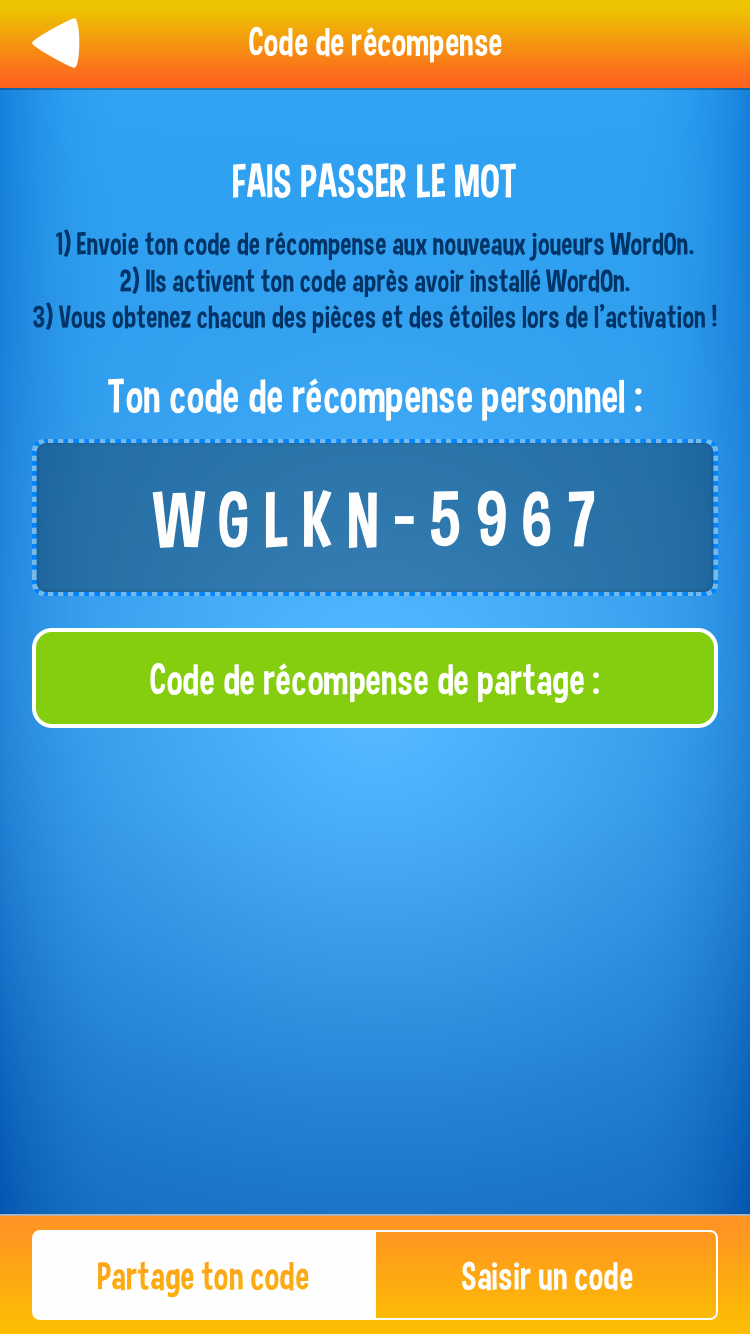 Code de récompense
FAIS PASSER LE MOT
1) Envoie ton code de récompense aux nouveaux joueurs WordOn.
2) Ils activent ton code après avoir installé WordOn.
3) Vous obtenez chacun des pièces et des étoiles lors de l'activation !
Ton code de récompense personnel :
WGLKN-5967
Code de récompense de partage :
Partage ton code
Saisir un code